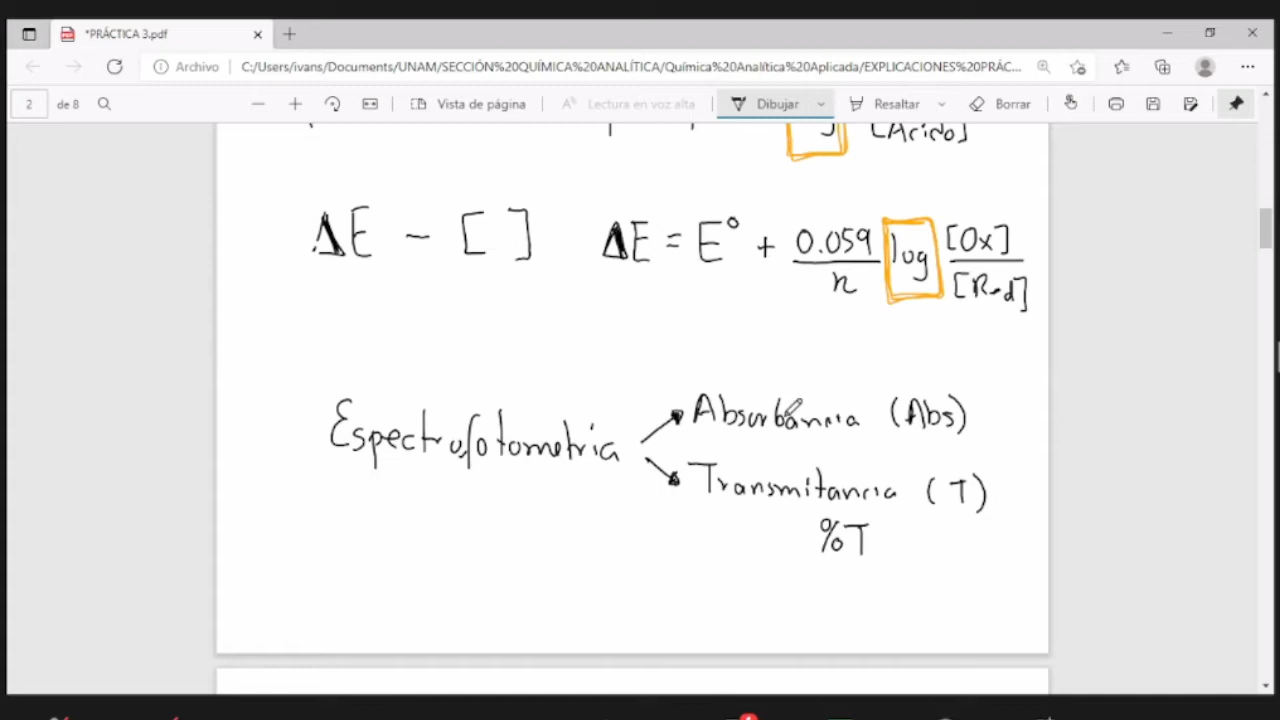 *PRÁCTICA 3.pdf
Archivo C:/Users/ivans/Documents/UNAM/SECCIÓN%20QUÍMICA%20ANALÍTICA/Química%20Analítica%20Aplicada/EXPLICACIONES%20PRÁC...
2 de 8 Vista de página Lectura en voz alta Dibujar Resaltar Borrar
[Ácido]
ΔE - [ ] ΔE = E° + 0.059/n log [Ox]/[Red]
Espectrofotometria
Absorbancia (Abs)
Transmitancia (T)
%T